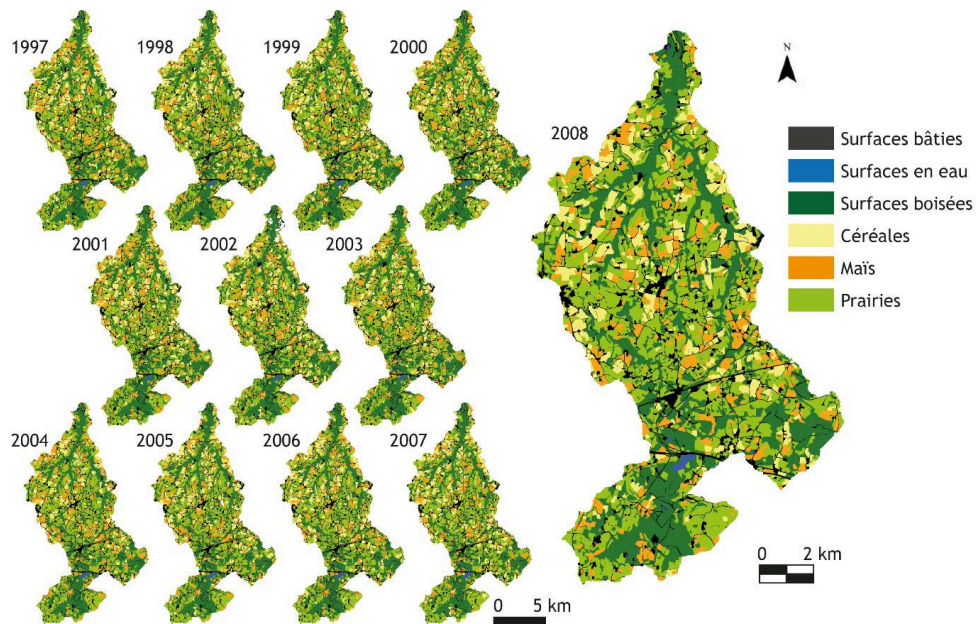 1997
1998
1999
2000
2001
2002
2003
2004
2005
2006
2007
0 5 km
2008
N
Surfaces bâties
Surfaces en eau
Surfaces boisées
Céréales
Maïs
Prairies
0 2 km